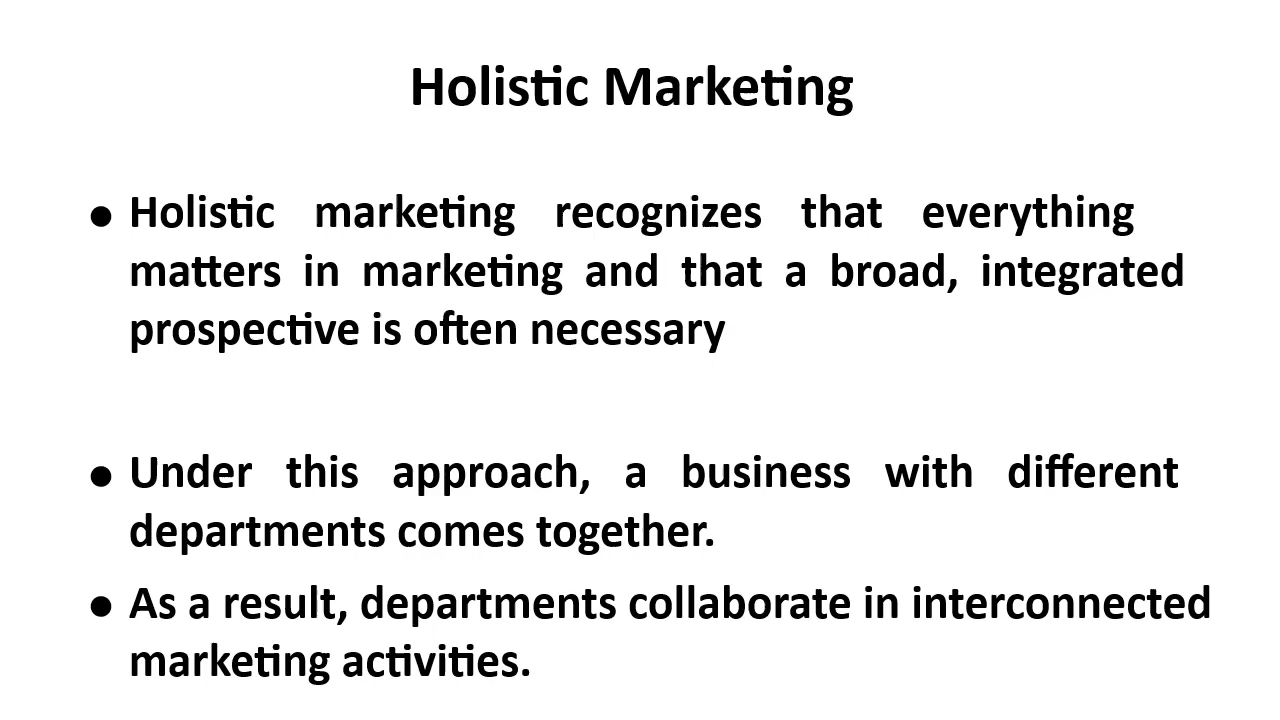 Holistic Marketing
● Holistic marketing recognizes that everything
matters in marketing and that a broad, integrated
prospective is often necessary
● Under this approach, a business with different
departments comes together.
● As a result, departments collaborate in interconnected
marketing activities.